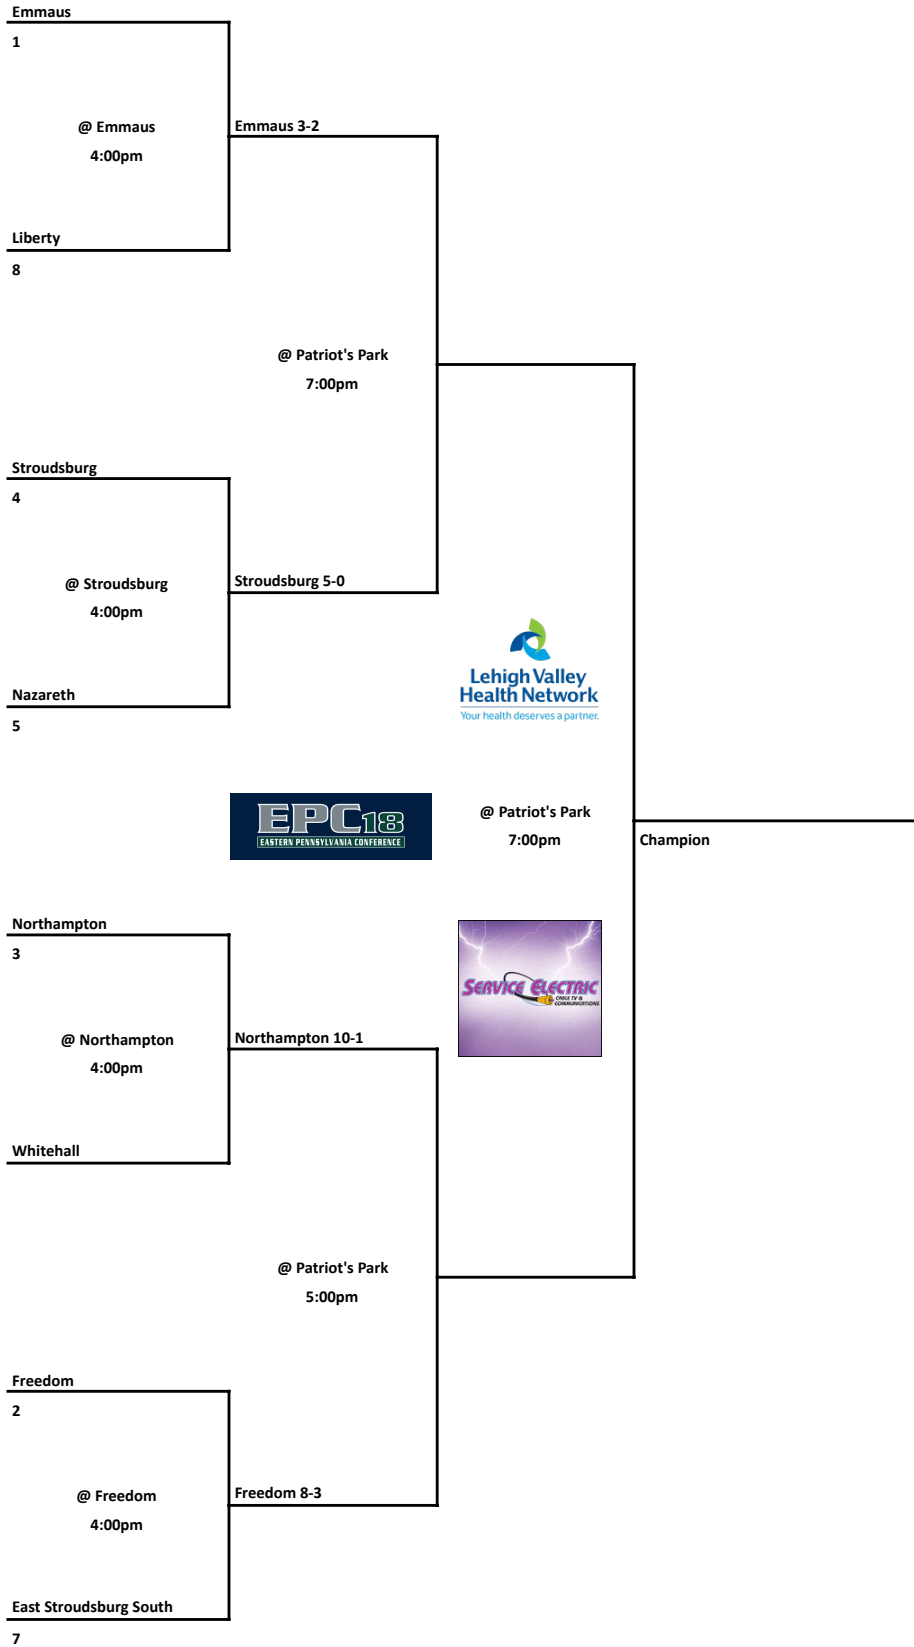 Emmaus
1
@ Emmaus
4:00pm
Emmaus 3-2
Liberty
8
@ Patriot's Park
7:00pm
Stroudsburg
4
@ Stroudsburg
4:00pm
Stroudsburg 5-0
Nazareth
5
Lehigh Valley
Health Network
Your health deserves a partner.
EPC18
EASTERN PENNSYLVANIA CONFERENCE
@ Patriot's Park
7:00pm
Champion
Northampton
3
@ Northampton
4:00pm
Northampton 10-1
SERVICE ELECTRIC
CABLE TV &
COMMUNICATIONS
Whitehall
@ Patriot's Park
5:00pm
Freedom
2
@ Freedom
4:00pm
Freedom 8-3
East Stroudsburg South
7